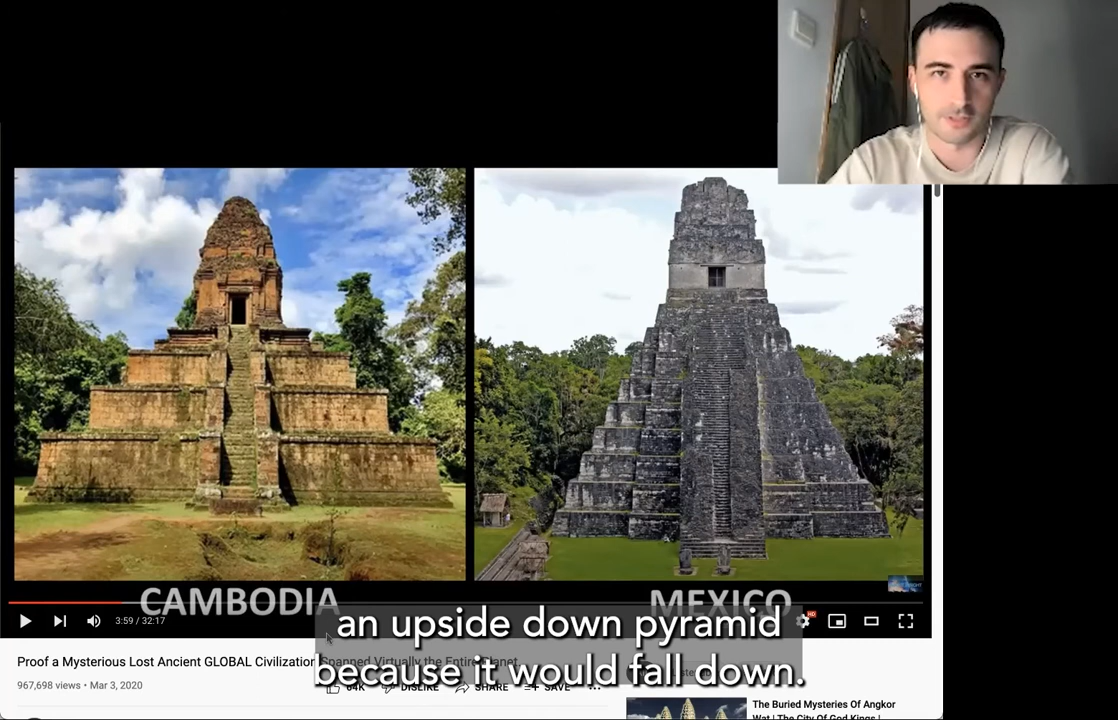 CAMBODIA
MEXICO
an upside down pyramid
because it would fall down.
3:59 / 32:17
HD
Proof a Mysterious Lost Ancient GLOBAL Civilization Spanned Virtually the Entire Planet
967,698 views • Mar 3, 2020
64K
DISLIKE
SHARE
SAVE
The Buried Mysteries Of Angkor
Wat | The City Of God Kings |